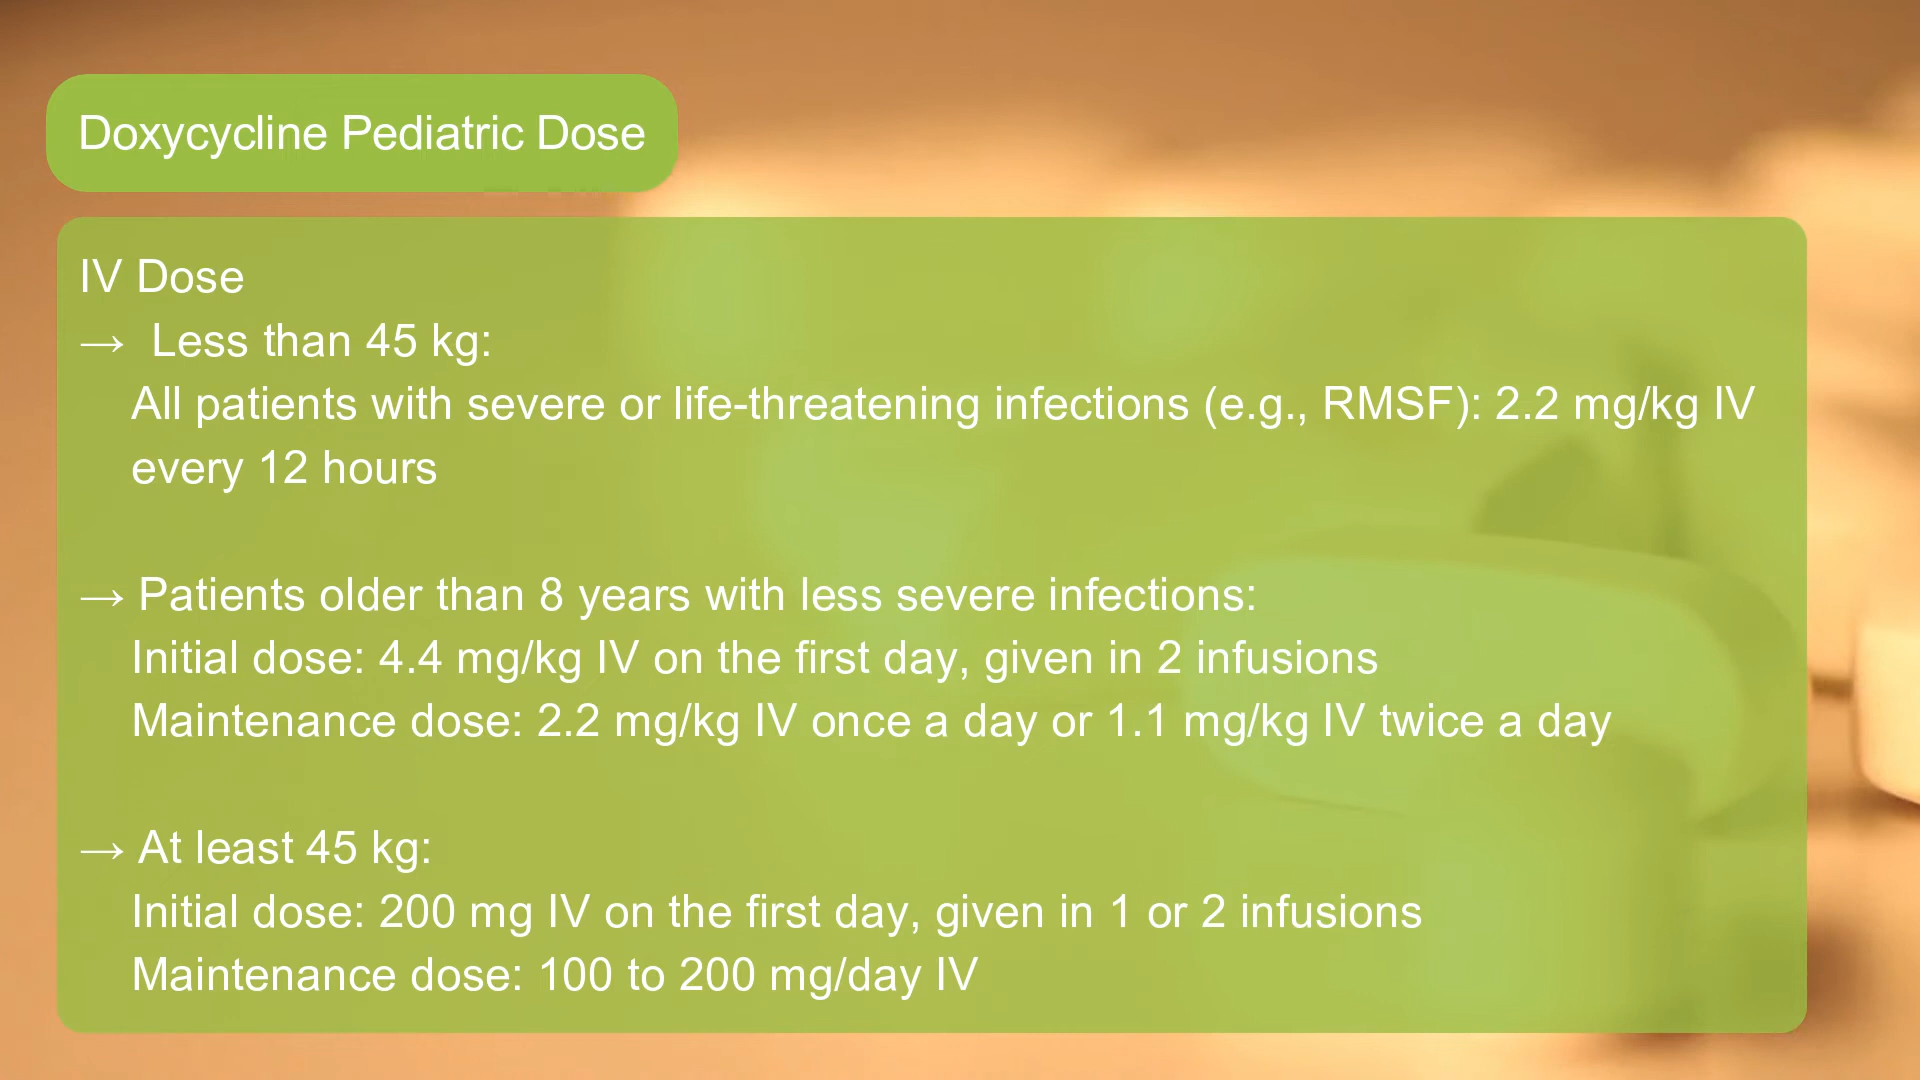 Doxycycline Pediatric Dose
IV Dose
→ Less than 45 kg:
All patients with severe or life-threatening infections (e.g., RMSF): 2.2 mg/kg IV
every 12 hours
→ Patients older than 8 years with less severe infections:
Initial dose: 4.4 mg/kg IV on the first day, given in 2 infusions
Maintenance dose: 2.2 mg/kg IV once a day or 1.1 mg/kg IV twice a day
→ At least 45 kg:
Initial dose: 200 mg IV on the first day, given in 1 or 2 infusions
Maintenance dose: 100 to 200 mg/day IV